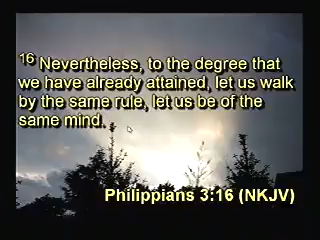 16 Nevertheless, to the degree that
we have already attained, let us walk
by the same rule, let us be of the
same mind.
Philippians 3:16 (NKJV)